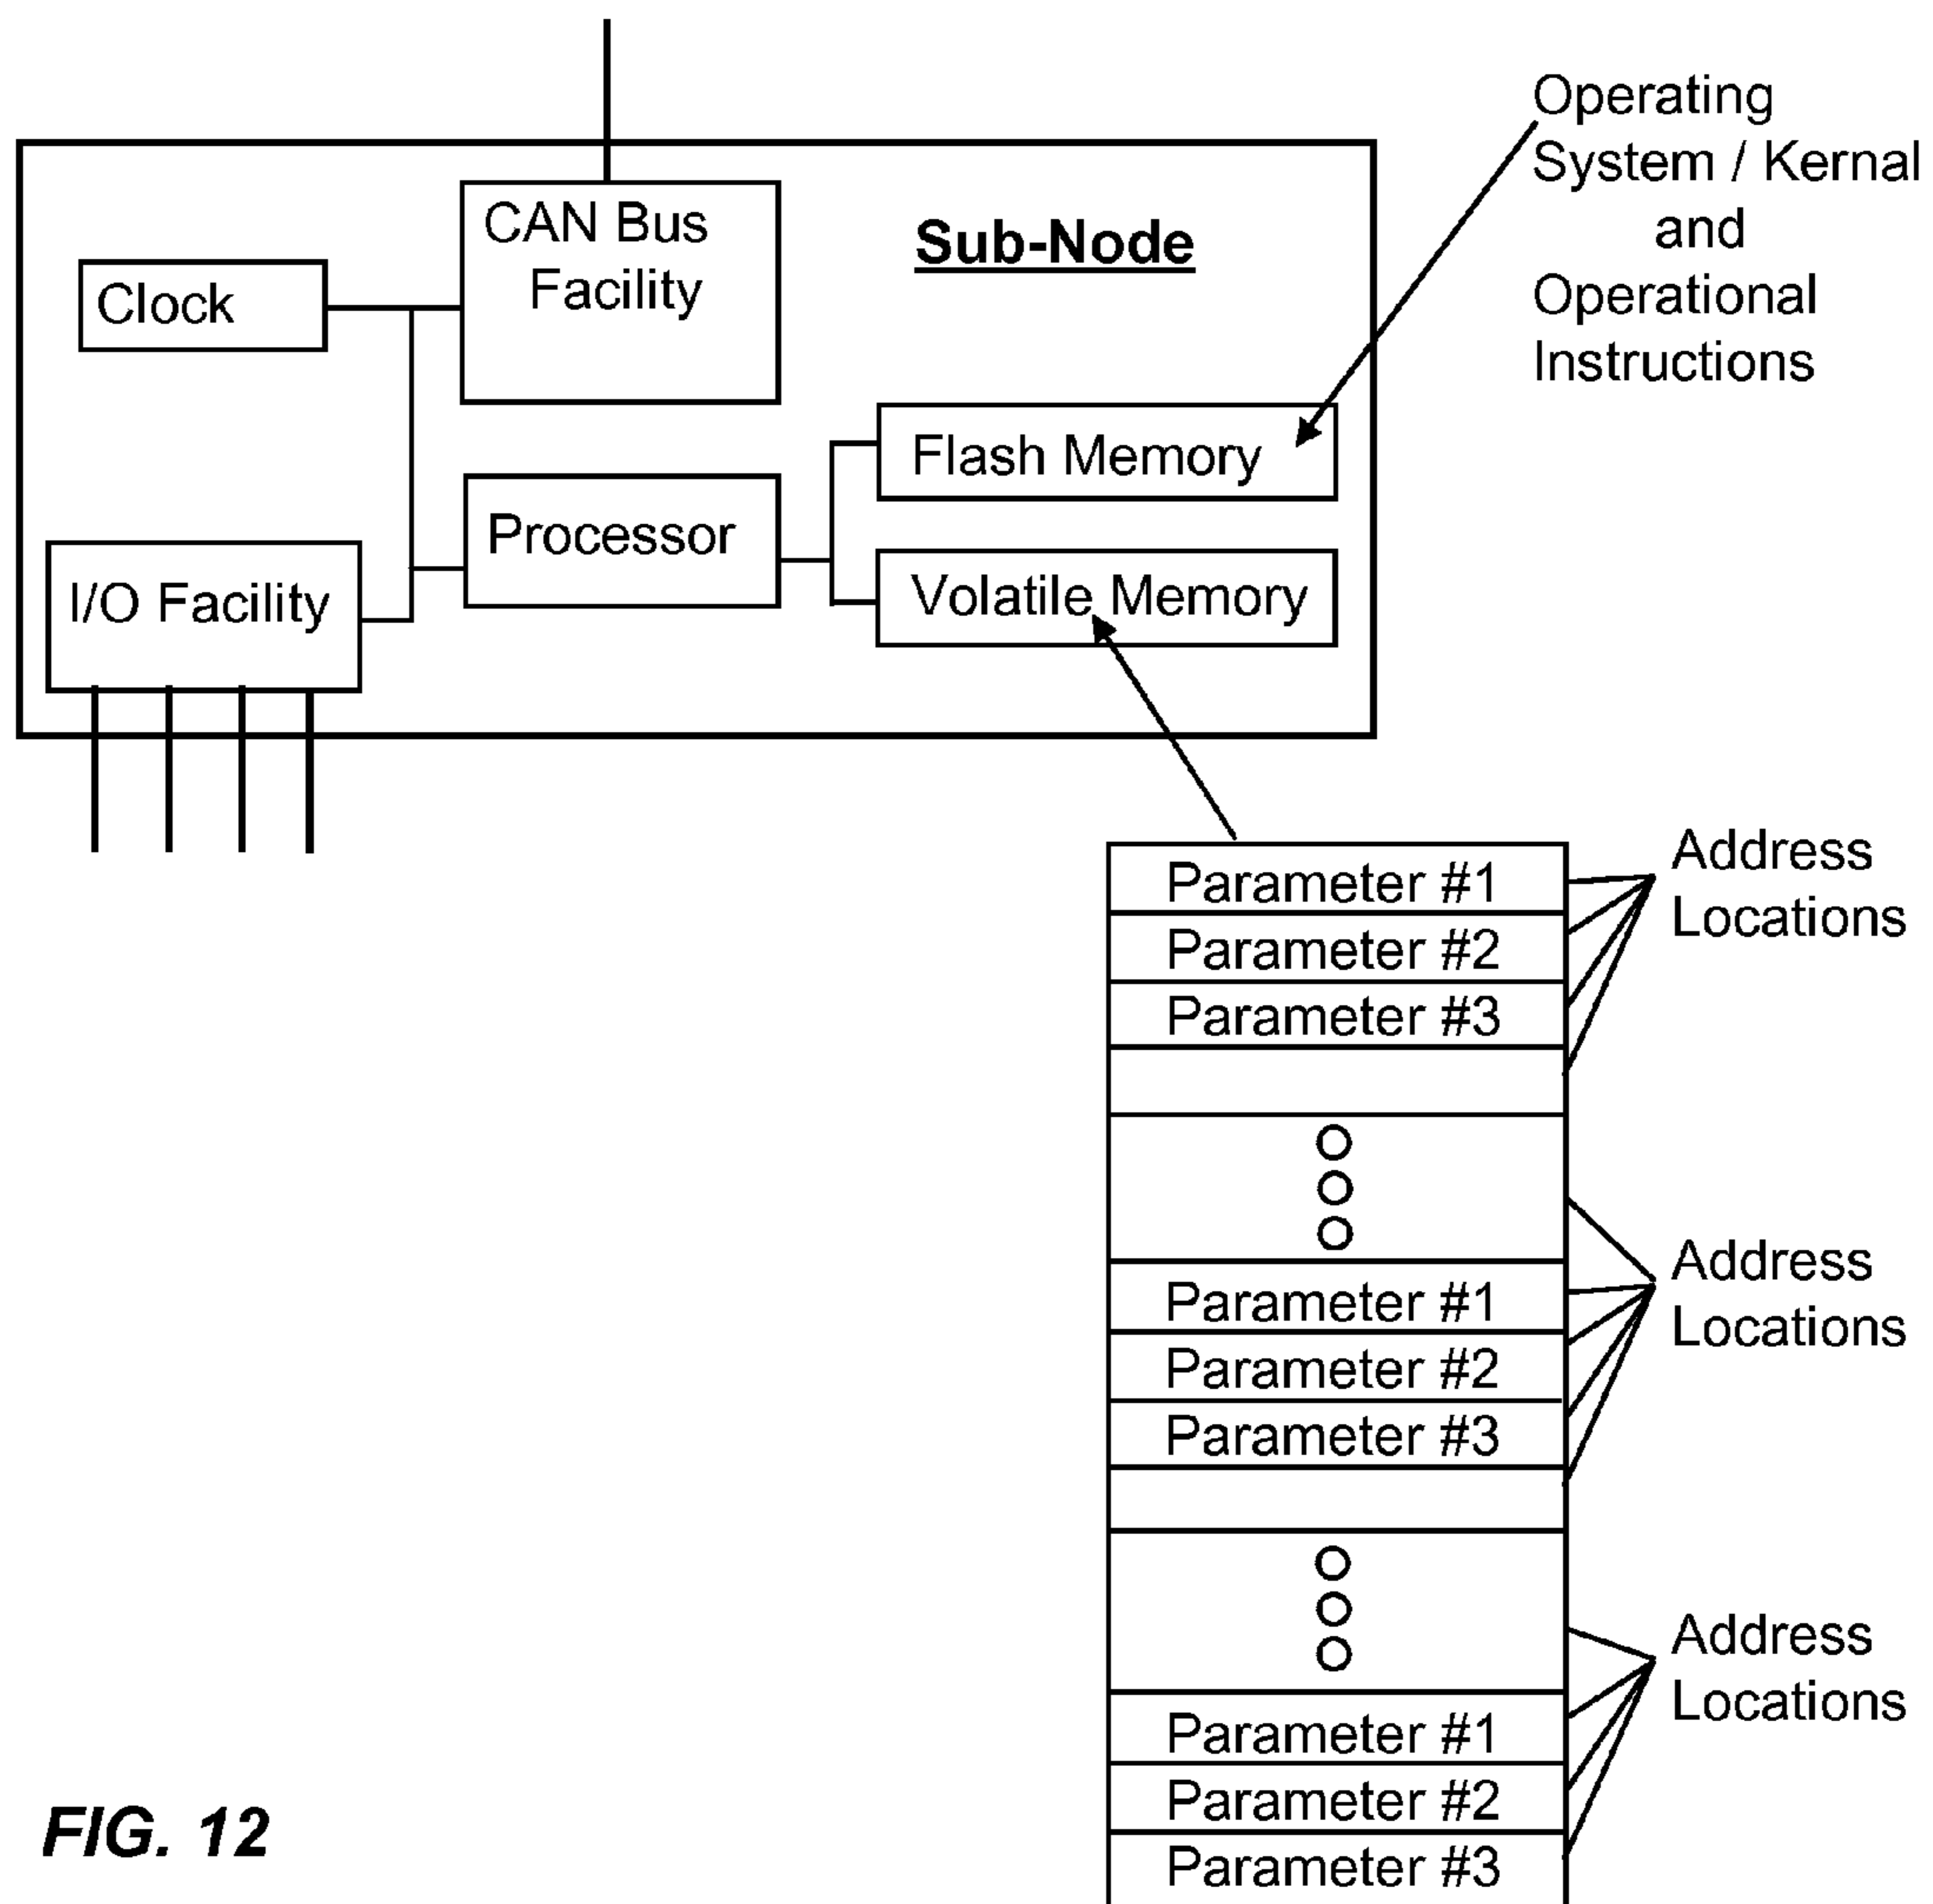 Operating
System / Kernal
and
Operational
Instructions
CAN Bus
Facility
Sub-Node
Clock
Flash Memory
Processor
Volatile Memory
I/O Facility
Parameter #1
Parameter #2
Parameter #3
Address
Locations
Parameter #1
Parameter #2
Parameter #3
Address
Locations
Parameter #1
Parameter #2
Parameter #3
Address
Locations
FIG. 12